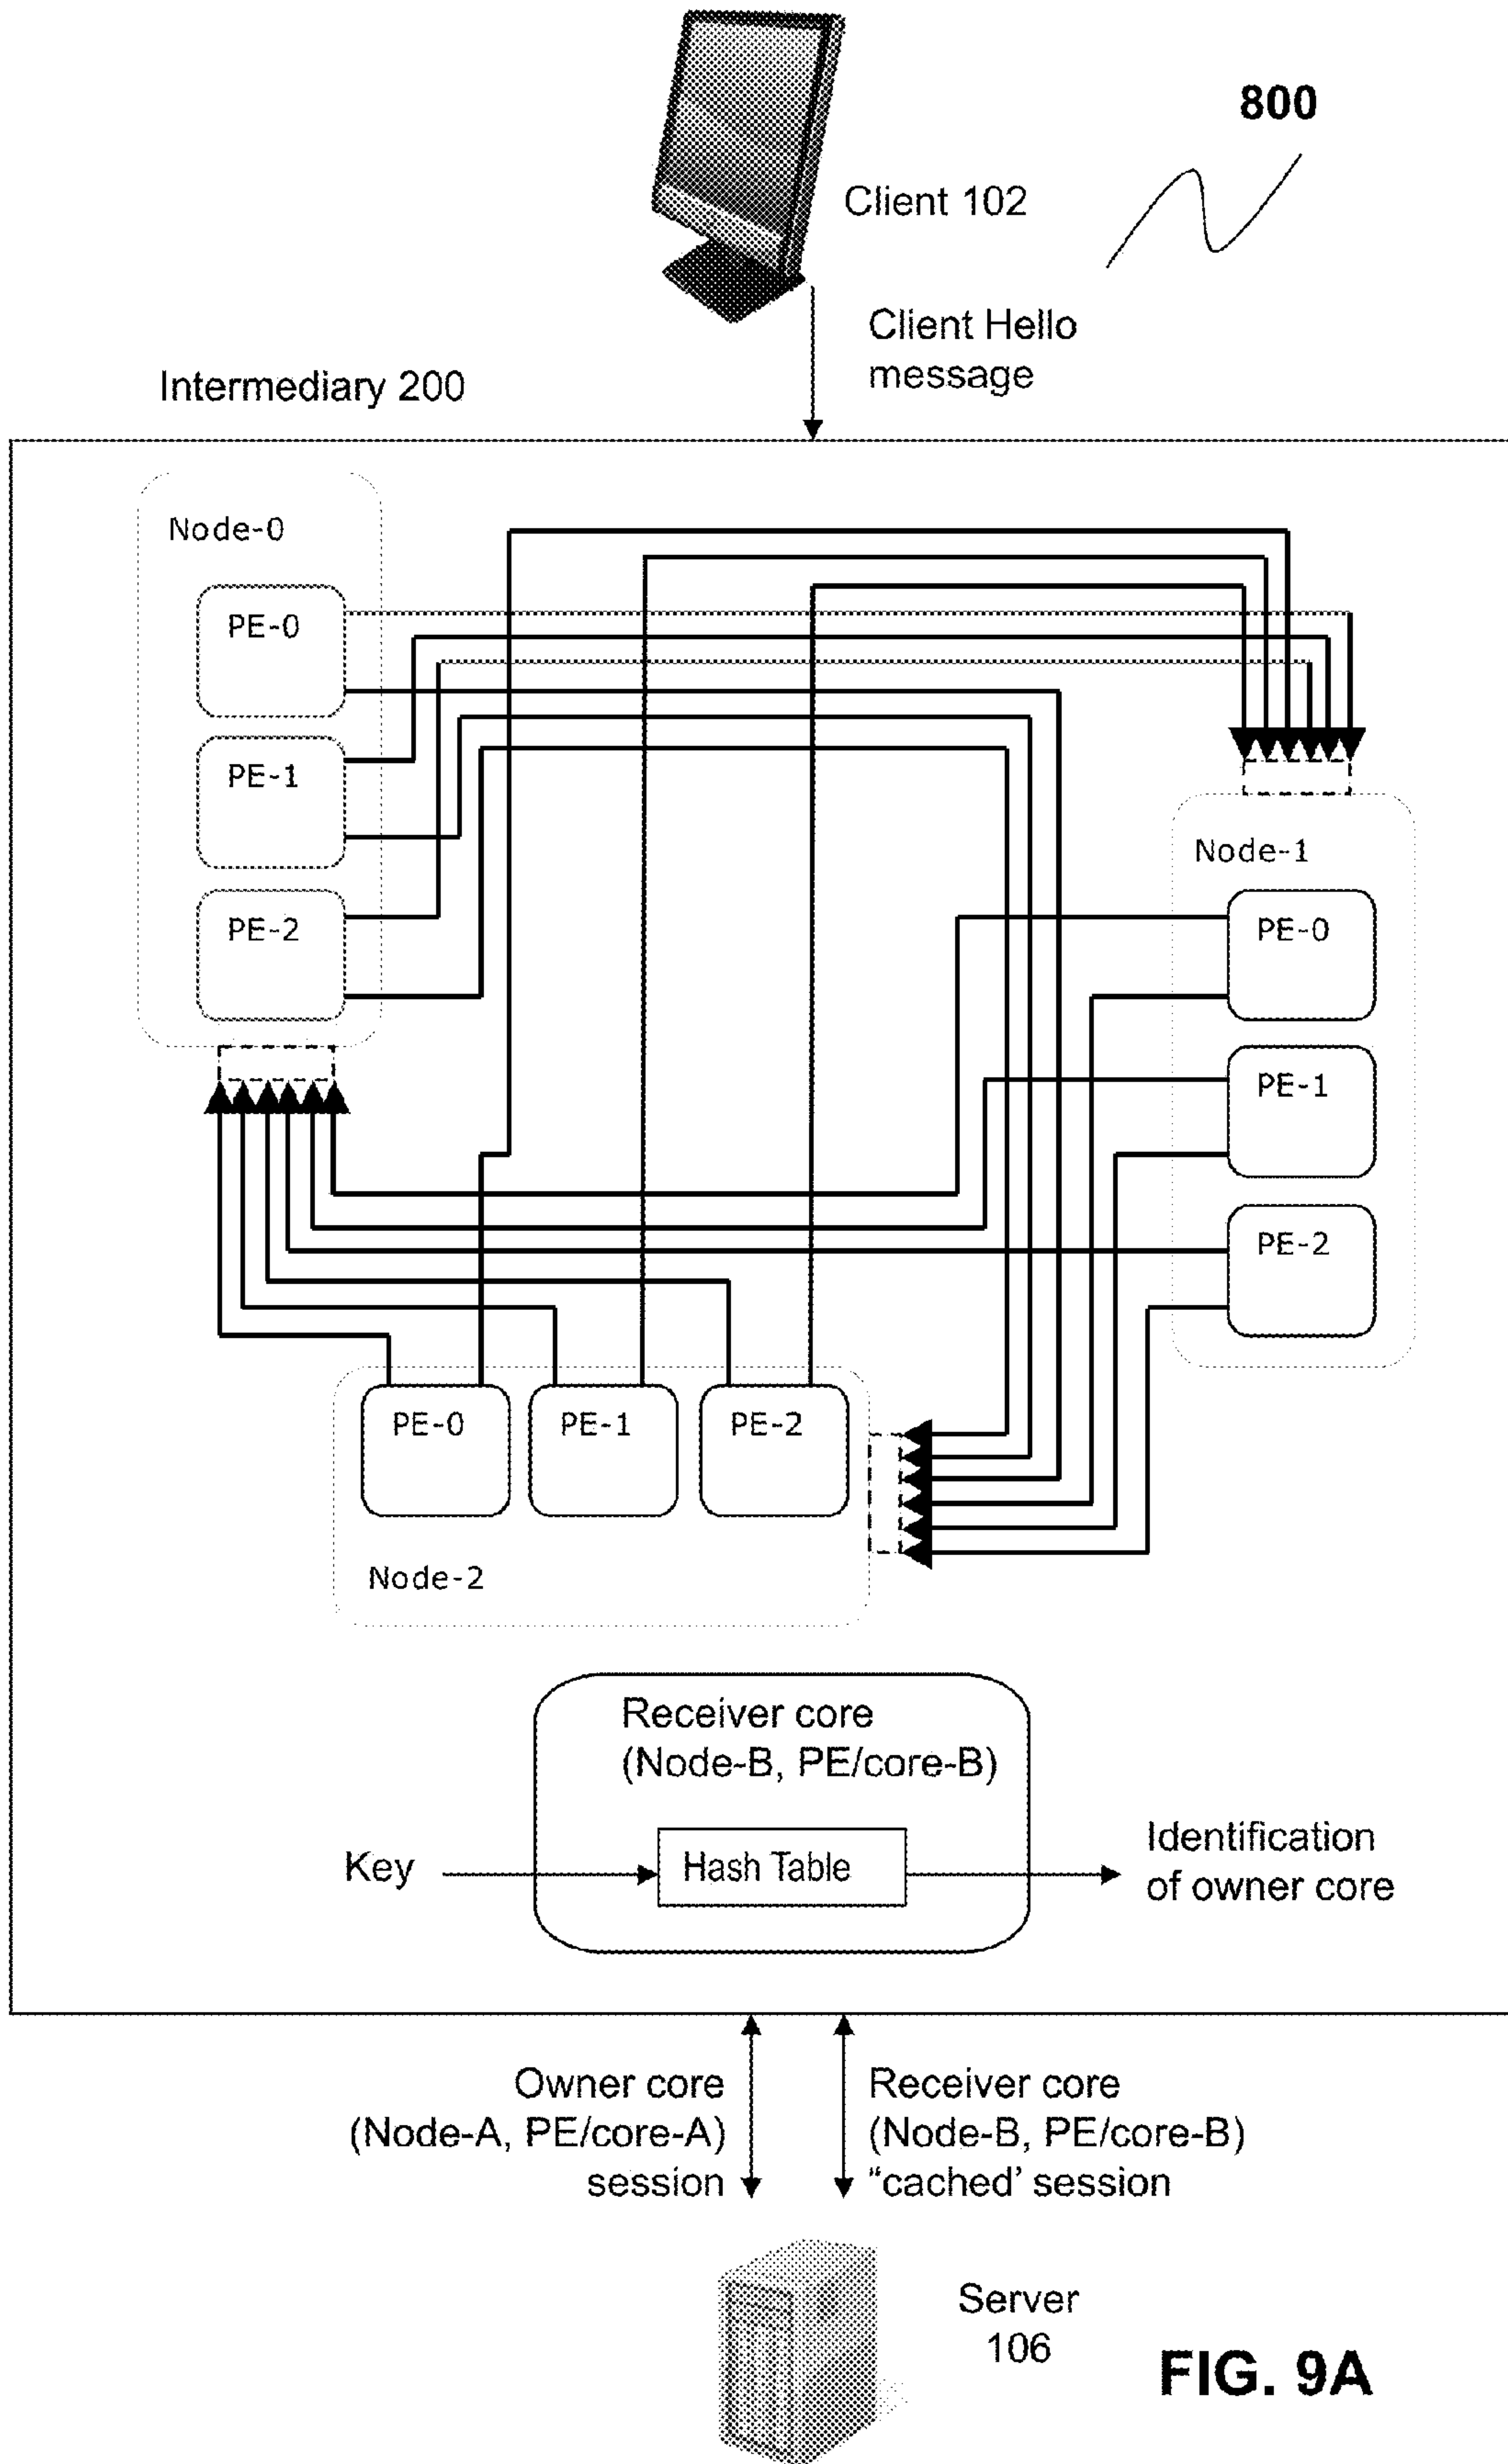 800
Client 102
Client Hello
message
Intermediary 200
Node-0
PE-0
PE-1
PE-2
Node-1
PE-0
PE-1
PE-2
PE-0
PE-1
PE-2
Node-2
Receiver core
(Node-B, PE/core-B)
Key
Hash Table
Identification
of owner core
Owner core
(Node-A, PE/core-A)
session
Receiver core
(Node-B, PE/core-B)
“cached’ session
Server
106
FIG. 9A